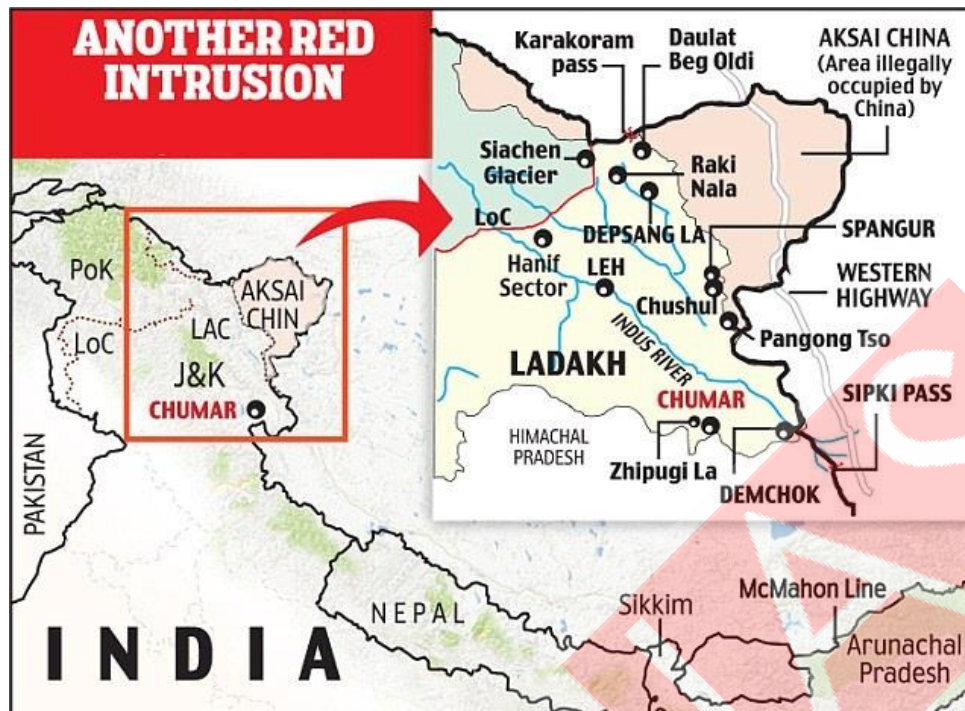 ANOTHER RED
INTRUSION
Karakoram
pass
Daulat
Beg Oldi
AKSAI CHINA
(Area illegally
occupied by
China)
Siachen
Glacier
Raki
Nala
LoC
DEPSANG LA
SPANGUR
Hanif
Sector
LEH
Chushul
WESTERN
HIGHWAY
Pangong Tso
INDUS RIVER
LADAKH
CHUMAR
SIPKI PASS
HIMACHAL
PRADESH
Zhipugi La
DEMCHOK
PoK
AKSAI
CHIN
LoC
LAC
J&K
CHUMAR
PAKISTAN
NEPAL
Sikkim
McMahon Line
Arunachal
Pradesh
INDIA